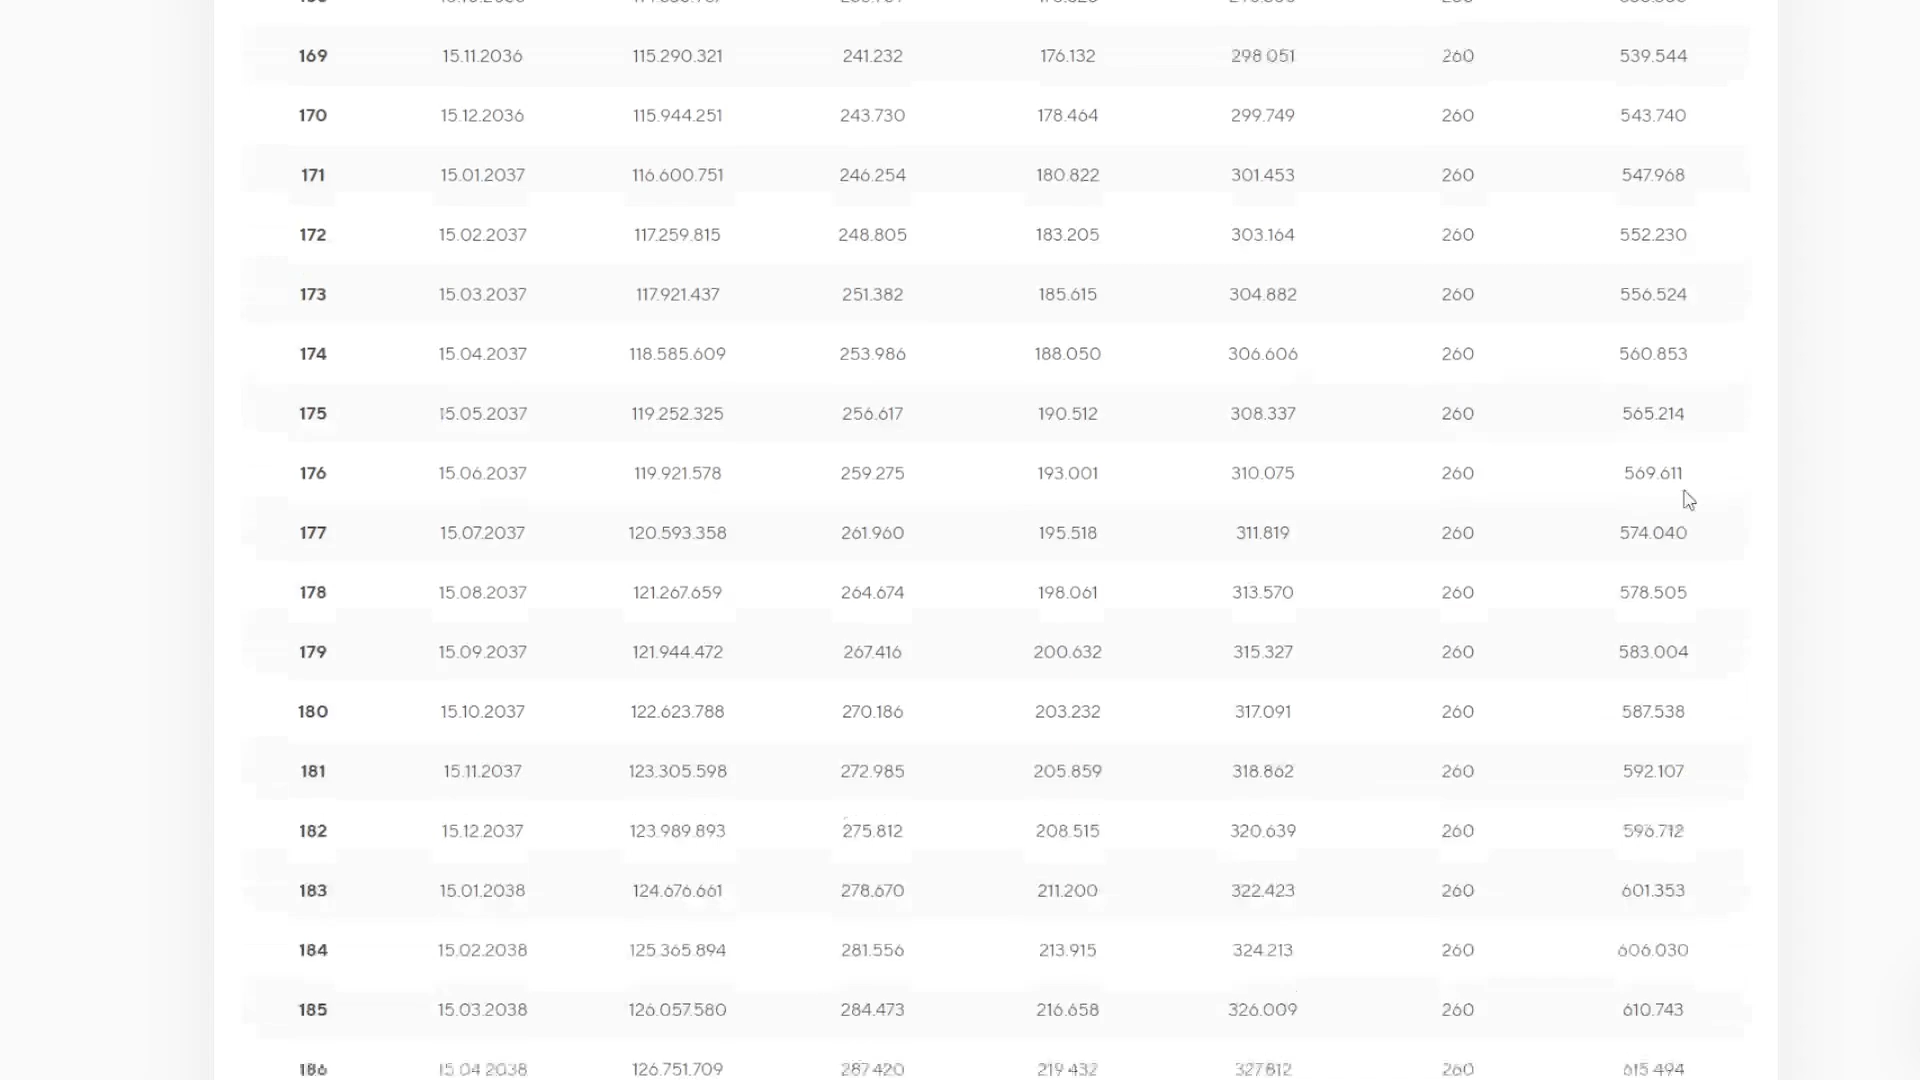 169 15.11.2036 115.290.321 241.232 176.132 298.051 260 539.544
170 15.12.2036 115.944.251 243.730 178.464 299.749 260 543.740
171 15.01.2037 116.600.751 246.254 180.822 301.453 260 547.968
172 15.02.2037 117.259.815 248.805 183.205 303.164 260 552.230
173 15.03.2037 117.921.437 251.382 185.615 304.882 260 556.524
174 15.04.2037 118.585.609 253.986 188.050 306.606 260 560.853
175 15.05.2037 119.252.325 256.617 190.512 308.337 260 565.214
176 15.06.2037 119.921.578 259.275 193.001 310.075 260 569.611
177 15.07.2037 120.593.358 261.960 195.518 311.819 260 574.040
178 15.08.2037 121.267.659 264.674 198.061 313.570 260 578.505
179 15.09.2037 121.944.472 267.416 200.632 315.327 260 583.004
180 15.10.2037 122.623.788 270.186 203.232 317.091 260 587.538
181 15.11.2037 123.305.598 272.985 205.859 318.862 260 592.107
182 15.12.2037 123.989.893 275.812 208.515 320.639 260 596.712
183 15.01.2038 124.676.661 278.670 211.200 322.423 260 601.353
184 15.02.2038 125.365.894 281.556 213.915 324.213 260 606.030
185 15.03.2038 126.057.580 284.473 216.658 326.009 260 610.743
186 15.04.2038 126.751.709 287.420 219.432 327.812 260 615.494